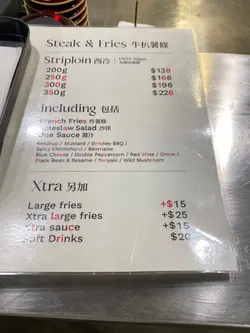 Steak & Fries 牛扒薯條
Striploin 西冷
200g $138
250g $168
300g $198
350g $228
including 包括
French Fries 炸薯條
Coleslaw Salad 沙律
One Sauce 醬汁
Ketchup / Mustard / Smokey BBQ /
Spicy Chimichurri / Béarnaise
Blue Cheese / Double Peppercorn / Red Wine / Onion /
Black Bean & Sesame / Teriyaki / Wild Mushroom
Xtra 另加
Large fries +$15
Xtra large fries +$25
Xtra sauce +$15
Soft Drinks $20